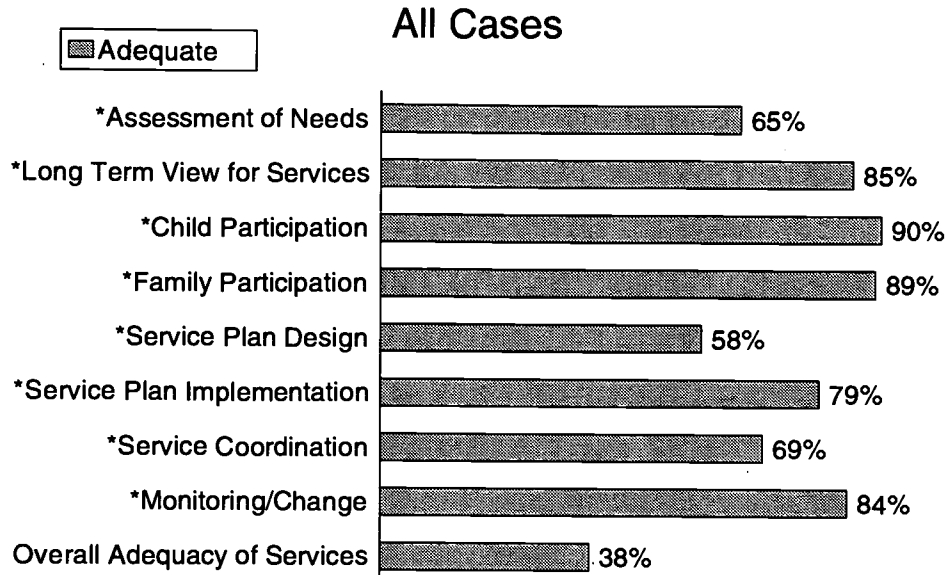 All Cases
Adequate
*Assessment of Needs 65%
*Long Term View for Services 85%
*Child Participation 90%
*Family Participation 89%
*Service Plan Design 58%
*Service Plan Implementation 79%
*Service Coordination 69%
*Monitoring/Change 84%
Overall Adequacy of Services 38%